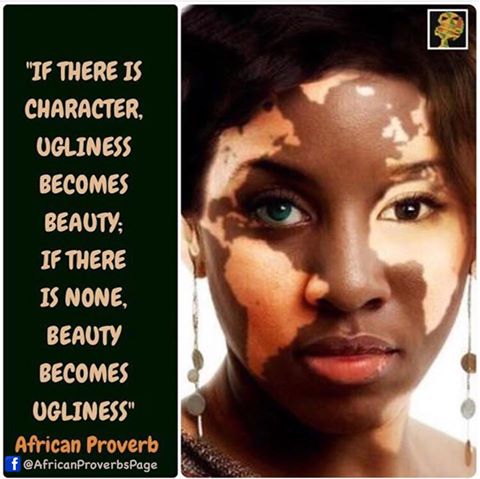 "IF THERE IS
CHARACTER,
UGLINESS
BECOMES
BEAUTY;
IF THERE
IS NONE,
BEAUTY
BECOMES
UGLINESS"
African Proverb
f @AfricanProverbsPage